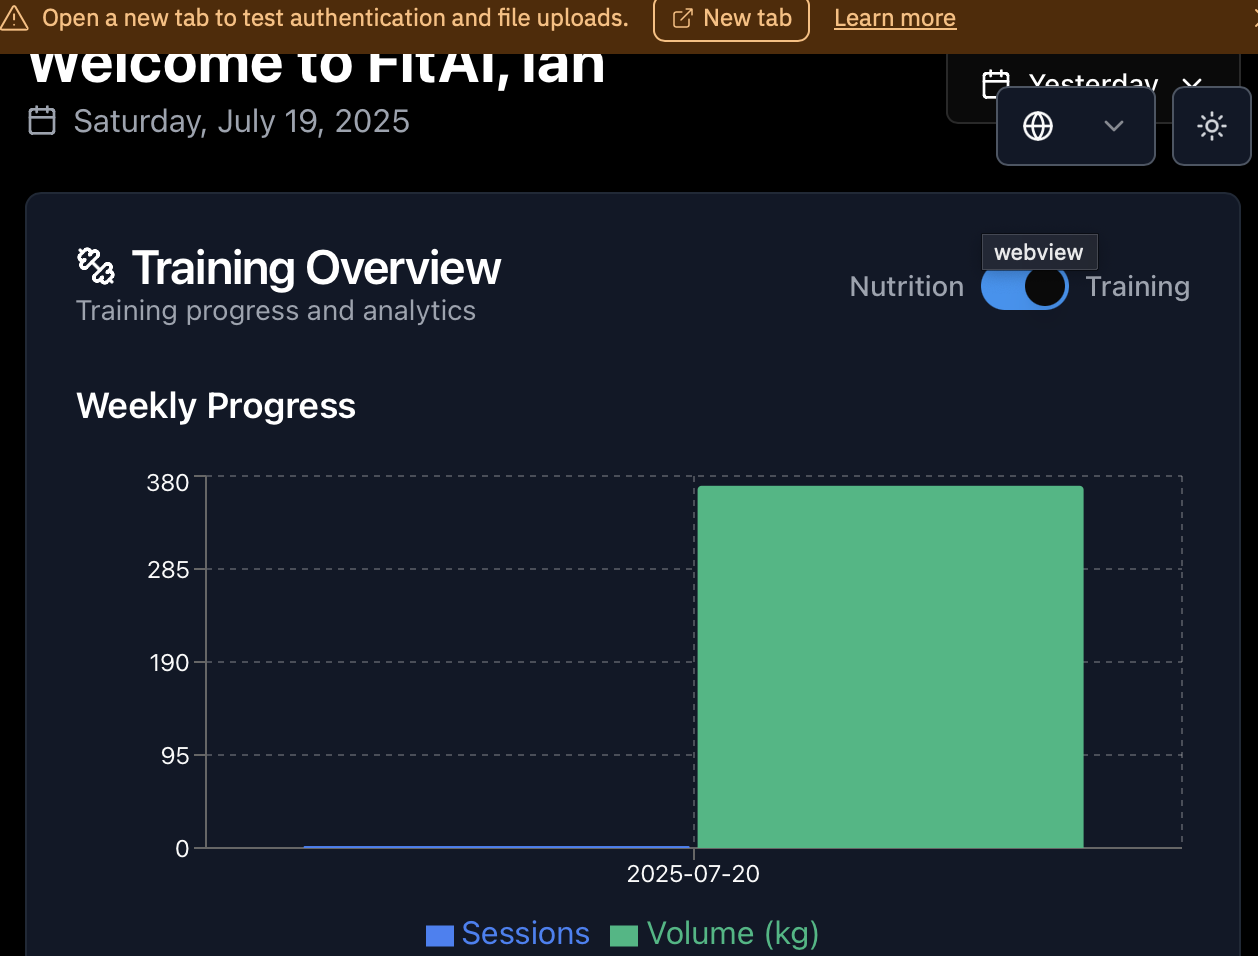 Open a new tab to test authentication and file uploads.
New tab
Learn more
Welcome to FitAI, Ian
Yesterday
Saturday, July 19, 2025
webview
Training Overview
Nutrition
Training
Training progress and analytics
Weekly Progress
380
285
190
95
0
2025-07-20
Sessions
Volume (kg)